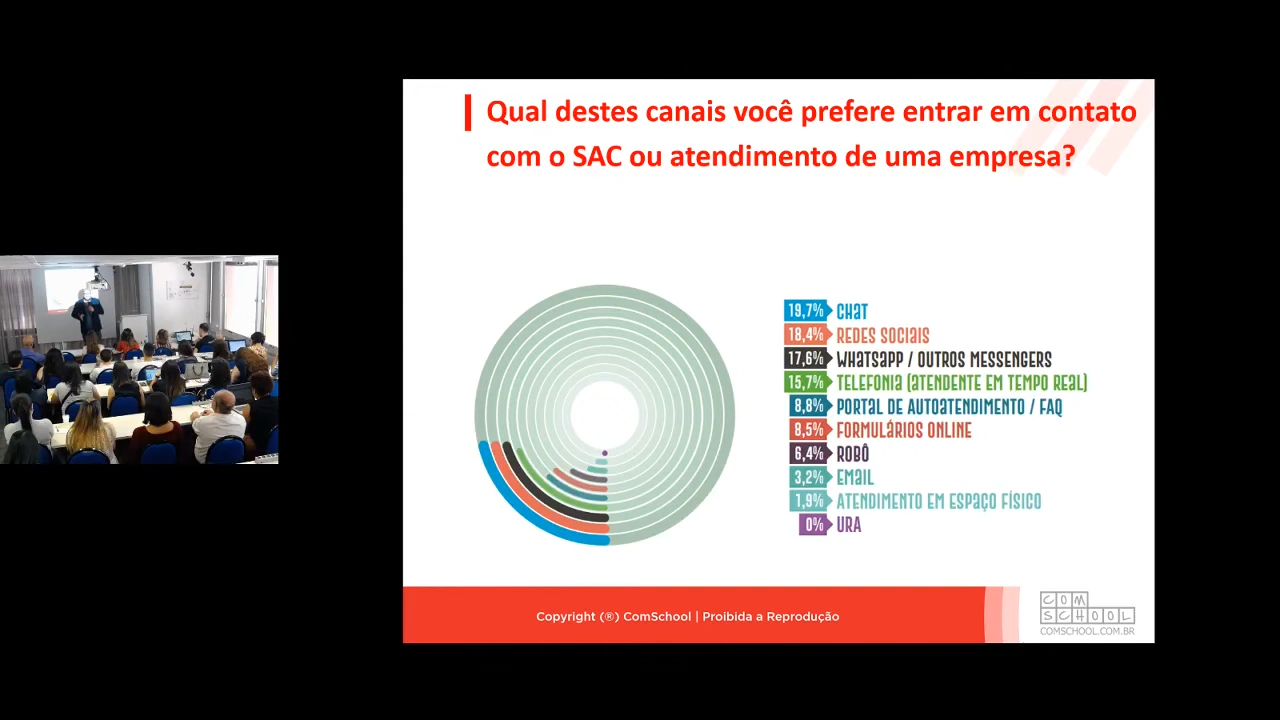 Qual destes canais você prefere entrar em contato
com o SAC ou atendimento de uma empresa?
19,7% CHAT
18,4% REDES SOCIAIS
17,6% WHATSAPP / OUTROS MESSENGERS
15,7% TELEFONIA (ATENDENTE EM TEMPO REAL)
8,8% PORTAL DE AUTOATENDIMENTO / FAQ
8,5% FORMULÁRIOS ONLINE
6,4% ROBÔ
3,2% EMAIL
1,9% ATENDIMENTO EM ESPAÇO FÍSICO
0% URA
Copyright (®) ComSchool | Proibida a Reprodução
COM
SCHOOL
COMSCHOOL.COM.BR